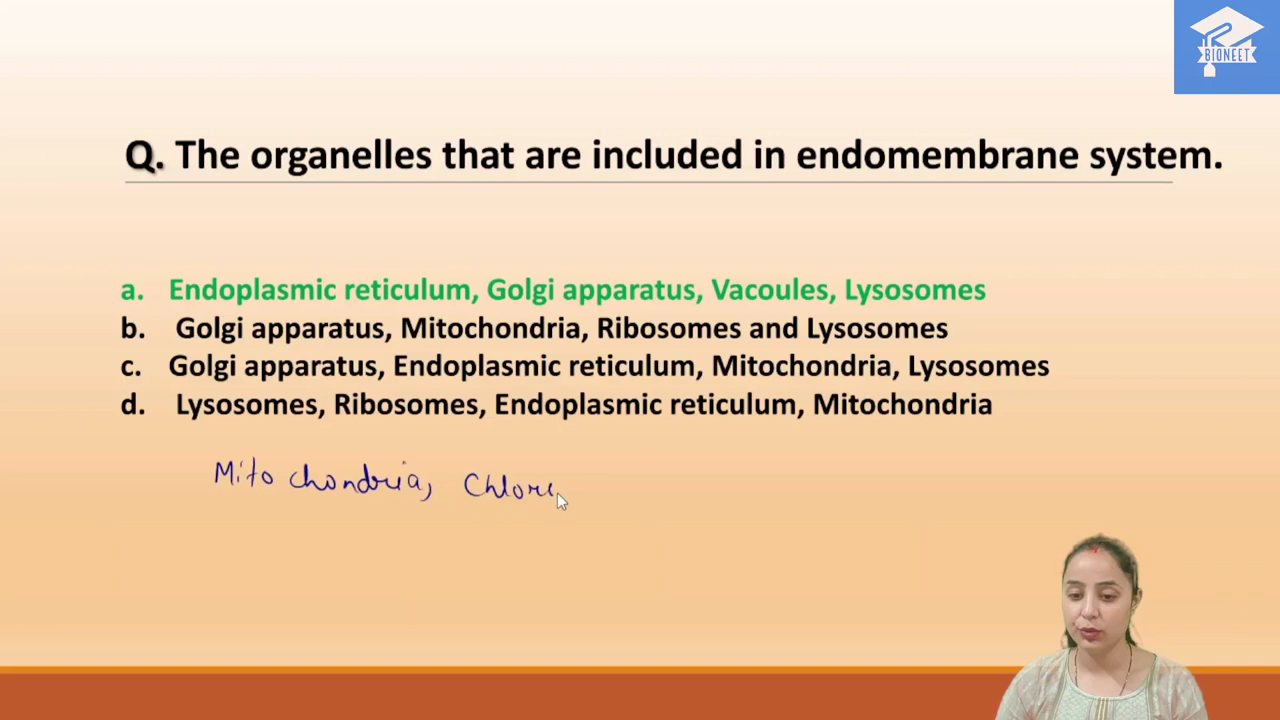 BIONEET
Q. The organelles that are included in endomembrane system.
a. Endoplasmic reticulum, Golgi apparatus, Vacoules, Lysosomes
b. Golgi apparatus, Mitochondria, Ribosomes and Lysosomes
c. Golgi apparatus, Endoplasmic reticulum, Mitochondria, Lysosomes
d. Lysosomes, Ribosomes, Endoplasmic reticulum, Mitochondria
Mitochondria, Chloro